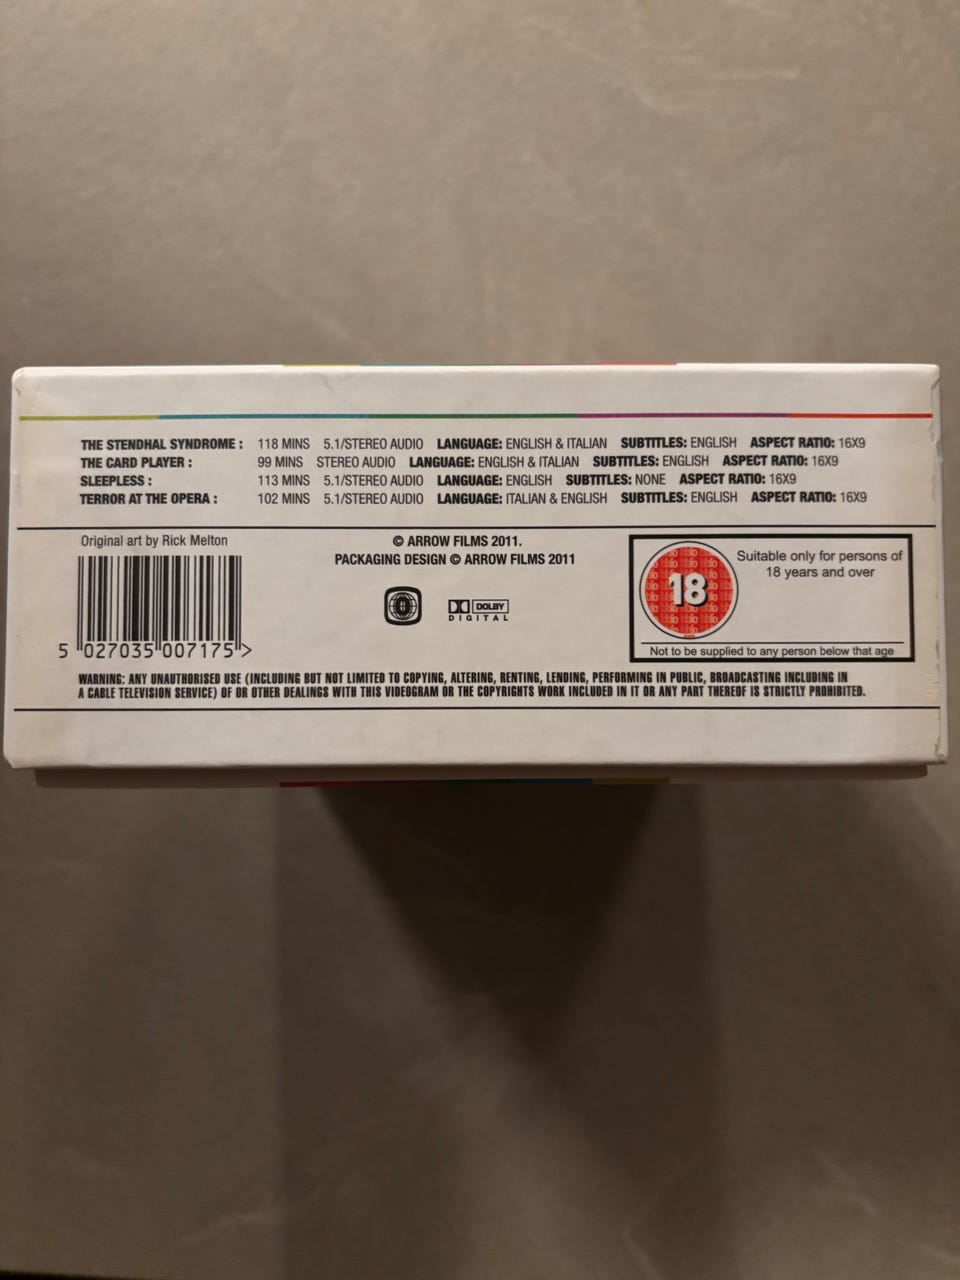 THE STENDHAL SYNDROME : 118 MINS 5.1/STEREO AUDIO LANGUAGE: ENGLISH & ITALIAN SUBTITLES: ENGLISH ASPECT RATIO: 16X9
THE CARD PLAYER : 99 MINS STEREO AUDIO LANGUAGE: ENGLISH & ITALIAN SUBTITLES: ENGLISH ASPECT RATIO: 16X9
SLEEPLESS : 113 MINS 5.1/STEREO AUDIO LANGUAGE: ENGLISH SUBTITLES: NONE ASPECT RATIO: 16X9
TERROR AT THE OPERA : 102 MINS 5.1/STEREO AUDIO LANGUAGE: ITALIAN & ENGLISH SUBTITLES: ENGLISH ASPECT RATIO: 16X9
Original art by Rick Melton
5 027035 007175 >
© ARROW FILMS 2011.
PACKAGING DESIGN © ARROW FILMS 2011
0
DOLBY
DIGITAL
18
Suitable only for persons of
18 years and over
Not to be supplied to any person below that age
WARNING: ANY UNAUTHORISED USE (INCLUDING BUT NOT LIMITED TO COPYING, ALTERING, RENTING, LENDING, PERFORMING IN PUBLIC, BROADCASTING INCLUDING IN
A CABLE TELEVISION SERVICE) OF OR OTHER DEALINGS WITH THIS VIDEOGRAM OR THE COPYRIGHTS WORK INCLUDED IN IT OR ANY PART THEREOF IS STRICTLY PROHIBITED.